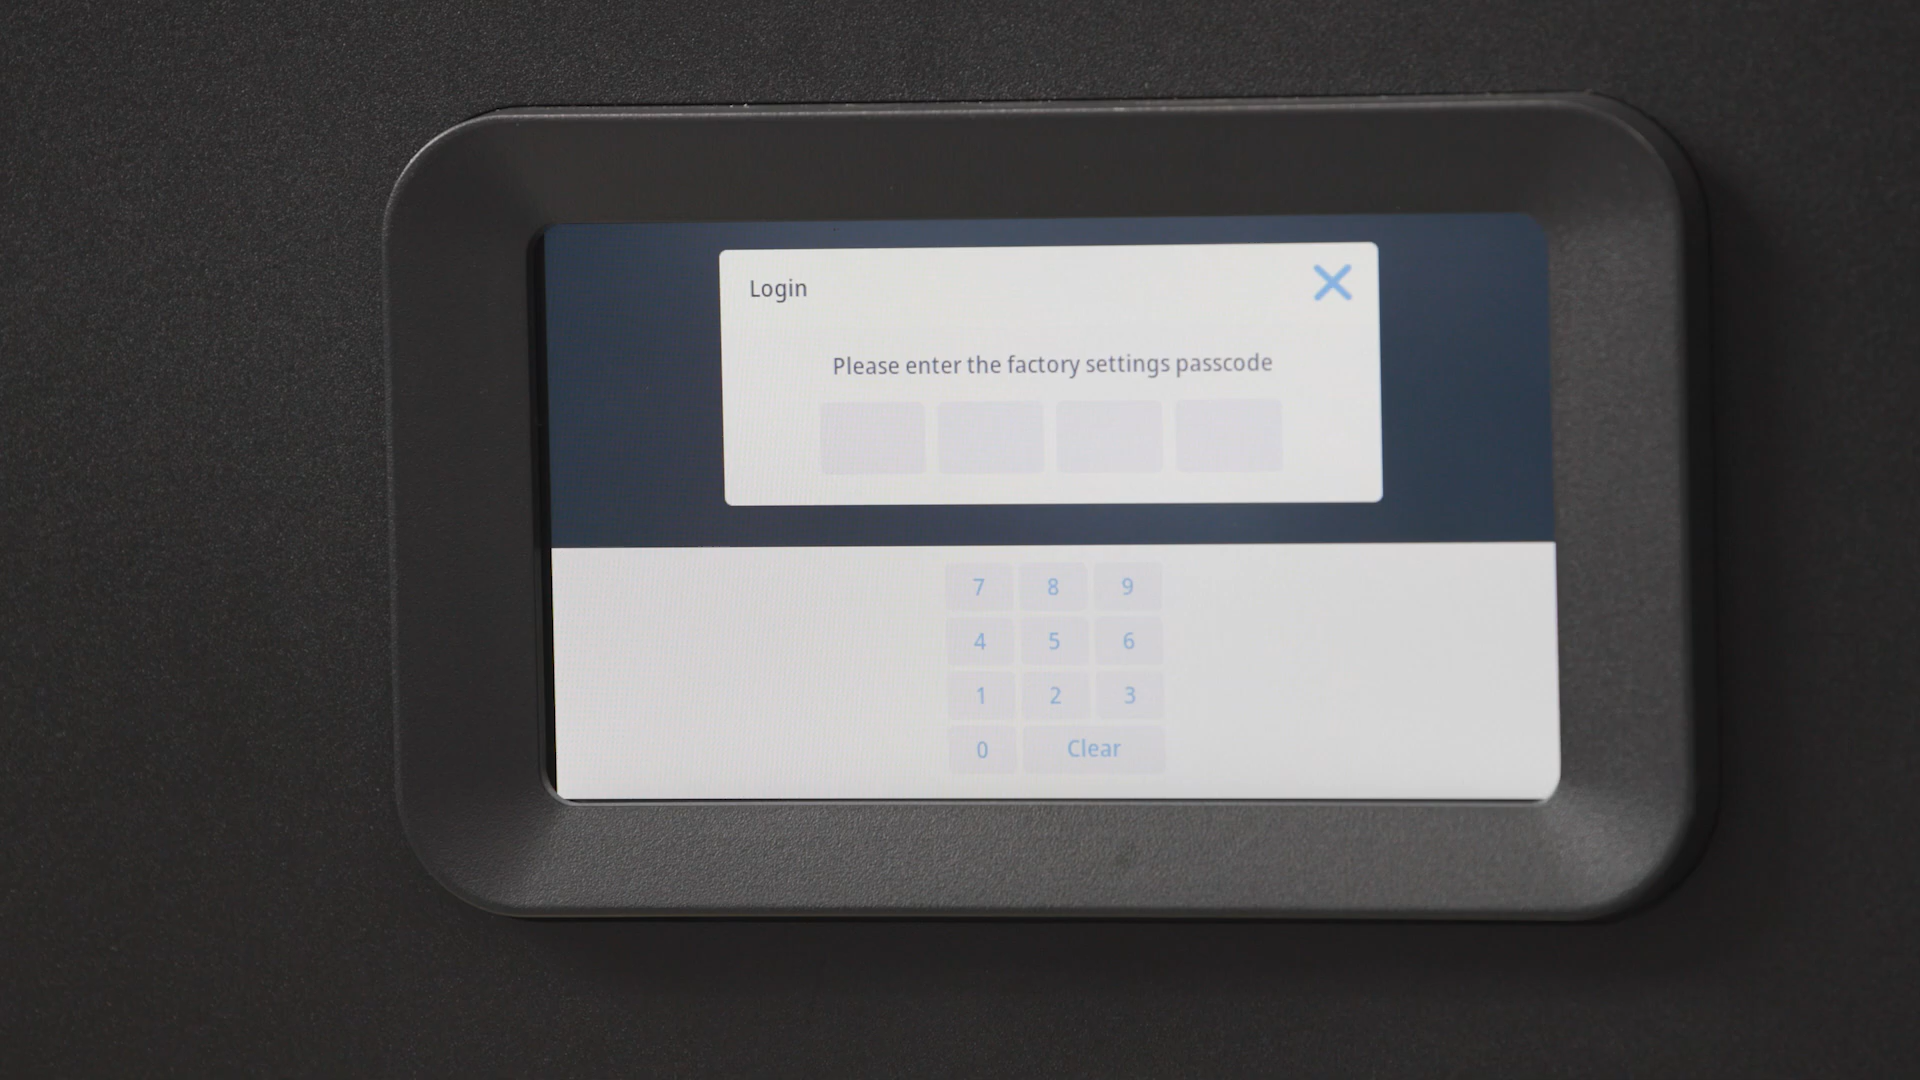 Login
Please enter the factory settings passcode
7 8 9
4 5 6
1 2 3
0 Clear